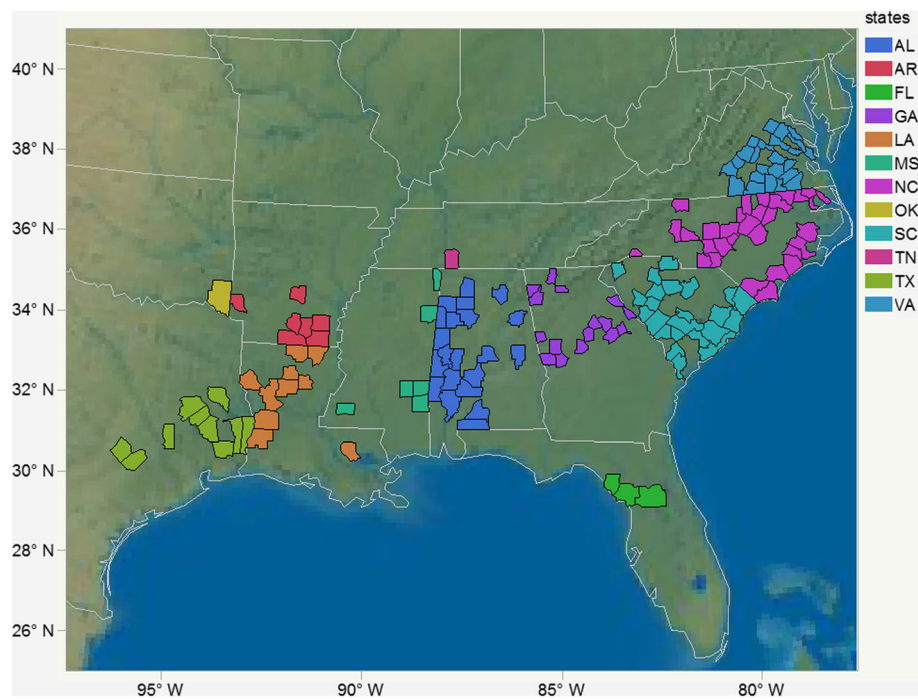 states
AL
AR
FL
GA
LA
MS
NC
OK
SC
TN
TX
VA
40° N
38° N
36° N
34° N
32° N
30° N
28° N
26° N
95° W 90° W 85° W 80° W